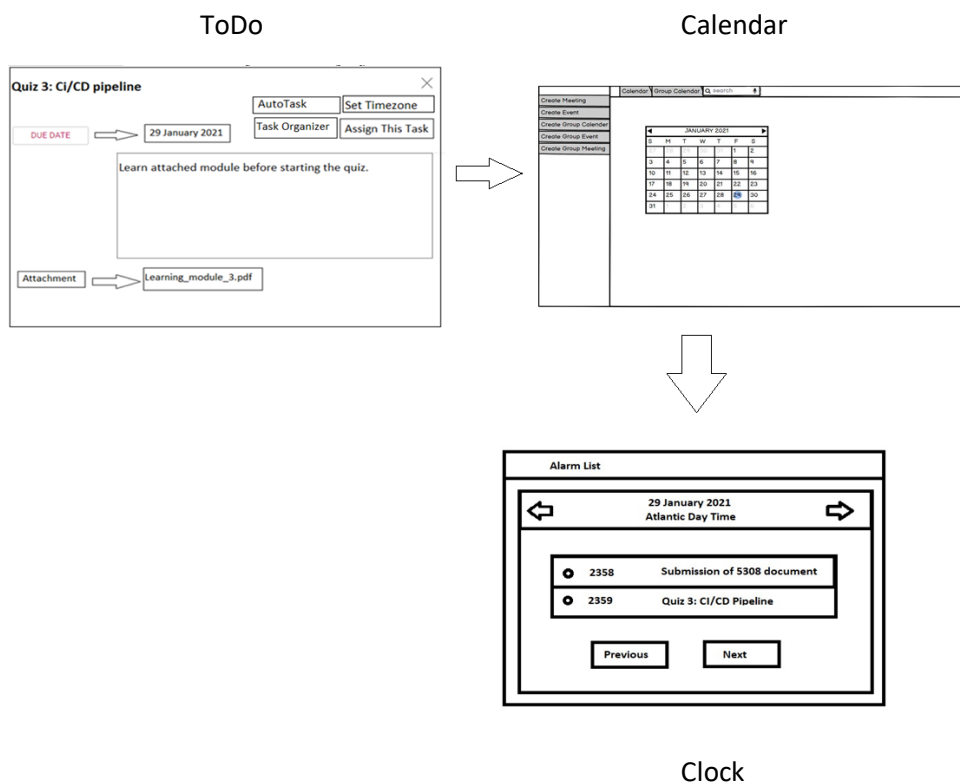 ToDo
Calendar
Quiz 3: Ci/CD pipeline
AutoTask
Set Timezone
Task Organizer
Assign This Task
DUE DATE
29 January 2021
Learn attached module before starting the quiz.
Attachment
Learning_module_3.pdf
Calendar
Group Calendar
search
Create Meeting
Create Event
Create Group Calender
Create Group Event
Create Group Meeting
JANUARY 2021
S M T W T F S
1 2
3 4 5 6 7 8 9
10 11 12 13 14 15 16
17 18 19 20 21 22 23
24 25 26 27 28 29 30
31
Alarm List
29 January 2021
Atlantic Day Time
2358 Submission of 5308 document
2359 Quiz 3: CI/CD Pipeline
Previous
Next
Clock